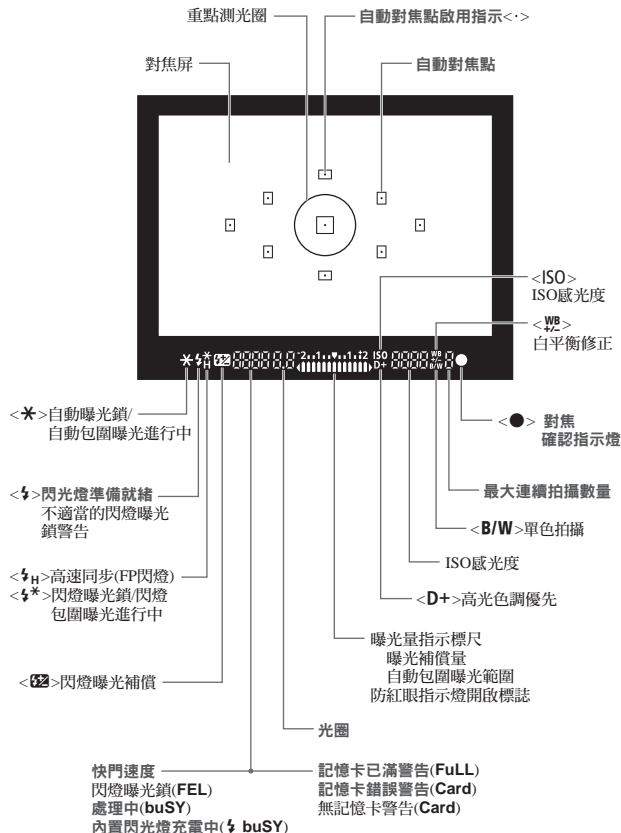 重點測光圈
自動對焦點啟用指示<·>
對焦屏
自動對焦點
<ISO>
ISO感光度
<WB+/−>
白平衡修正
-2..1..▼..1.+2 ISO WB+/−
D+ B/W
<✱>自動曝光鎖/
自動包圍曝光進行中
<●> 對焦
確認指示燈
<⚡>閃光燈準備就緒
不適當的閃燈曝光
鎖警告
最大連續拍攝數量
<B/W>單色拍攝
ISO感光度
<⚡H>高速同步(FP閃燈)
<⚡✱>閃燈曝光鎖/閃燈
包圍曝光進行中
<D+>高光色調優先
曝光量指示標尺
曝光補償量
自動包圍曝光範圍
防紅眼指示燈開啟標誌
<⚡±>閃燈曝光補償
光圈
快門速度
閃燈曝光鎖(FEL)
處理中(buSY)
內置閃光燈充電中(⚡ buSY)
記憶卡已滿警告(FuLL)
記憶卡錯誤警告(Card)
無記憶卡警告(Card)